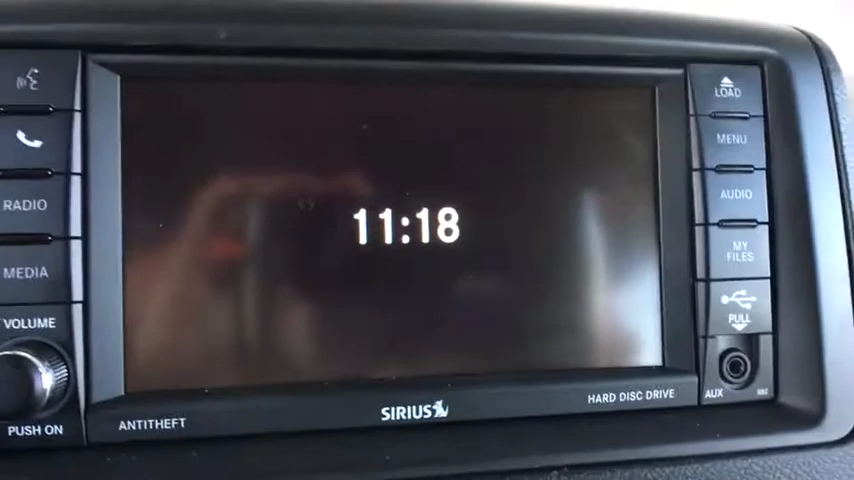 RADIO
MEDIA
VOLUME
PUSH ON
11:18
ANTITHEFT
SIRIUS
HARD DISC DRIVE
LOAD
MENU
AUDIO
MY
FILES
PULL
AUX